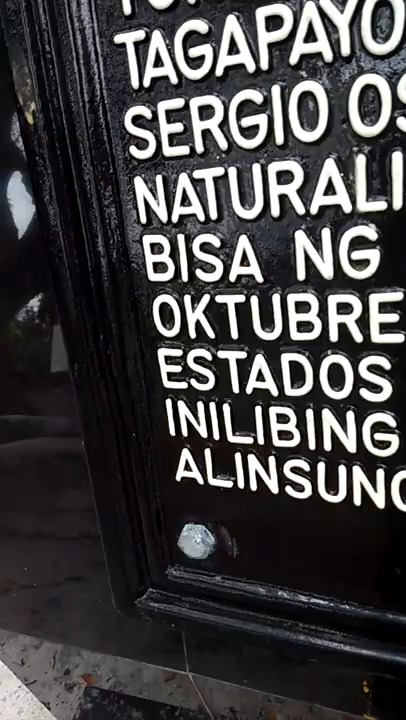 TAGAPAYO
SERGIO OS
NATURALI
BISA NG
OKTUBRE
ESTADOS
INILIBING
ALINSUNO